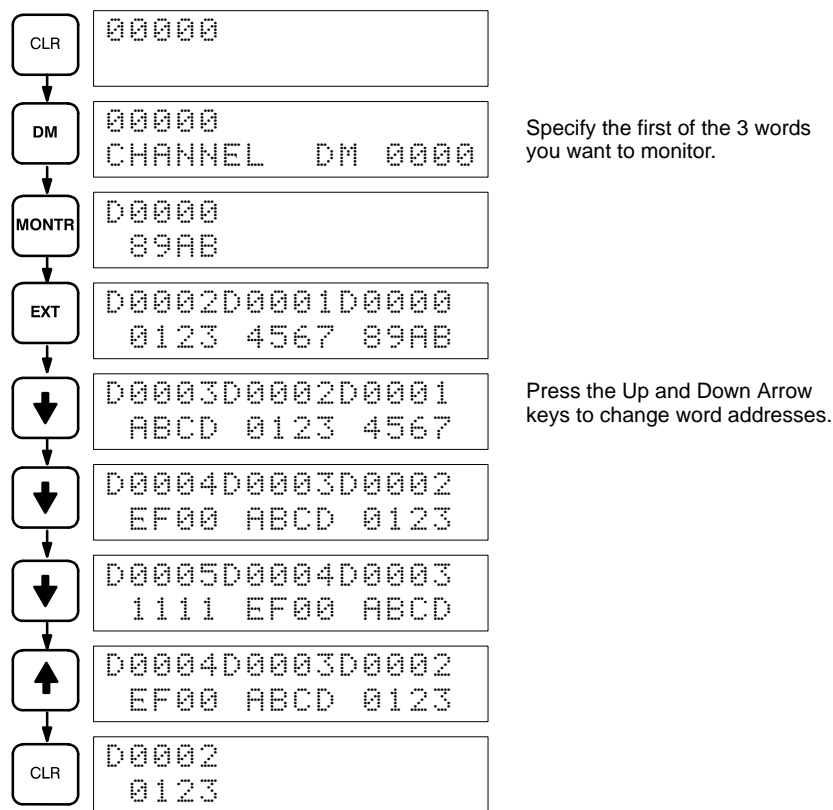 CLR
00000
DM
00000
CHANNEL DM 0000
Specify the first of the 3 words
you want to monitor.
MONTR
D0000
89AB
EXT
D0002D0001D0000
0123 4567 89AB
D0003D0002D0001
ABCD 0123 4567
Press the Up and Down Arrow
keys to change word addresses.
D0004D0003D0002
EF00 ABCD 0123
D0005D0004D0003
1111 EF00 ABCD
D0004D0003D0002
EF00 ABCD 0123
CLR
D0002
0123